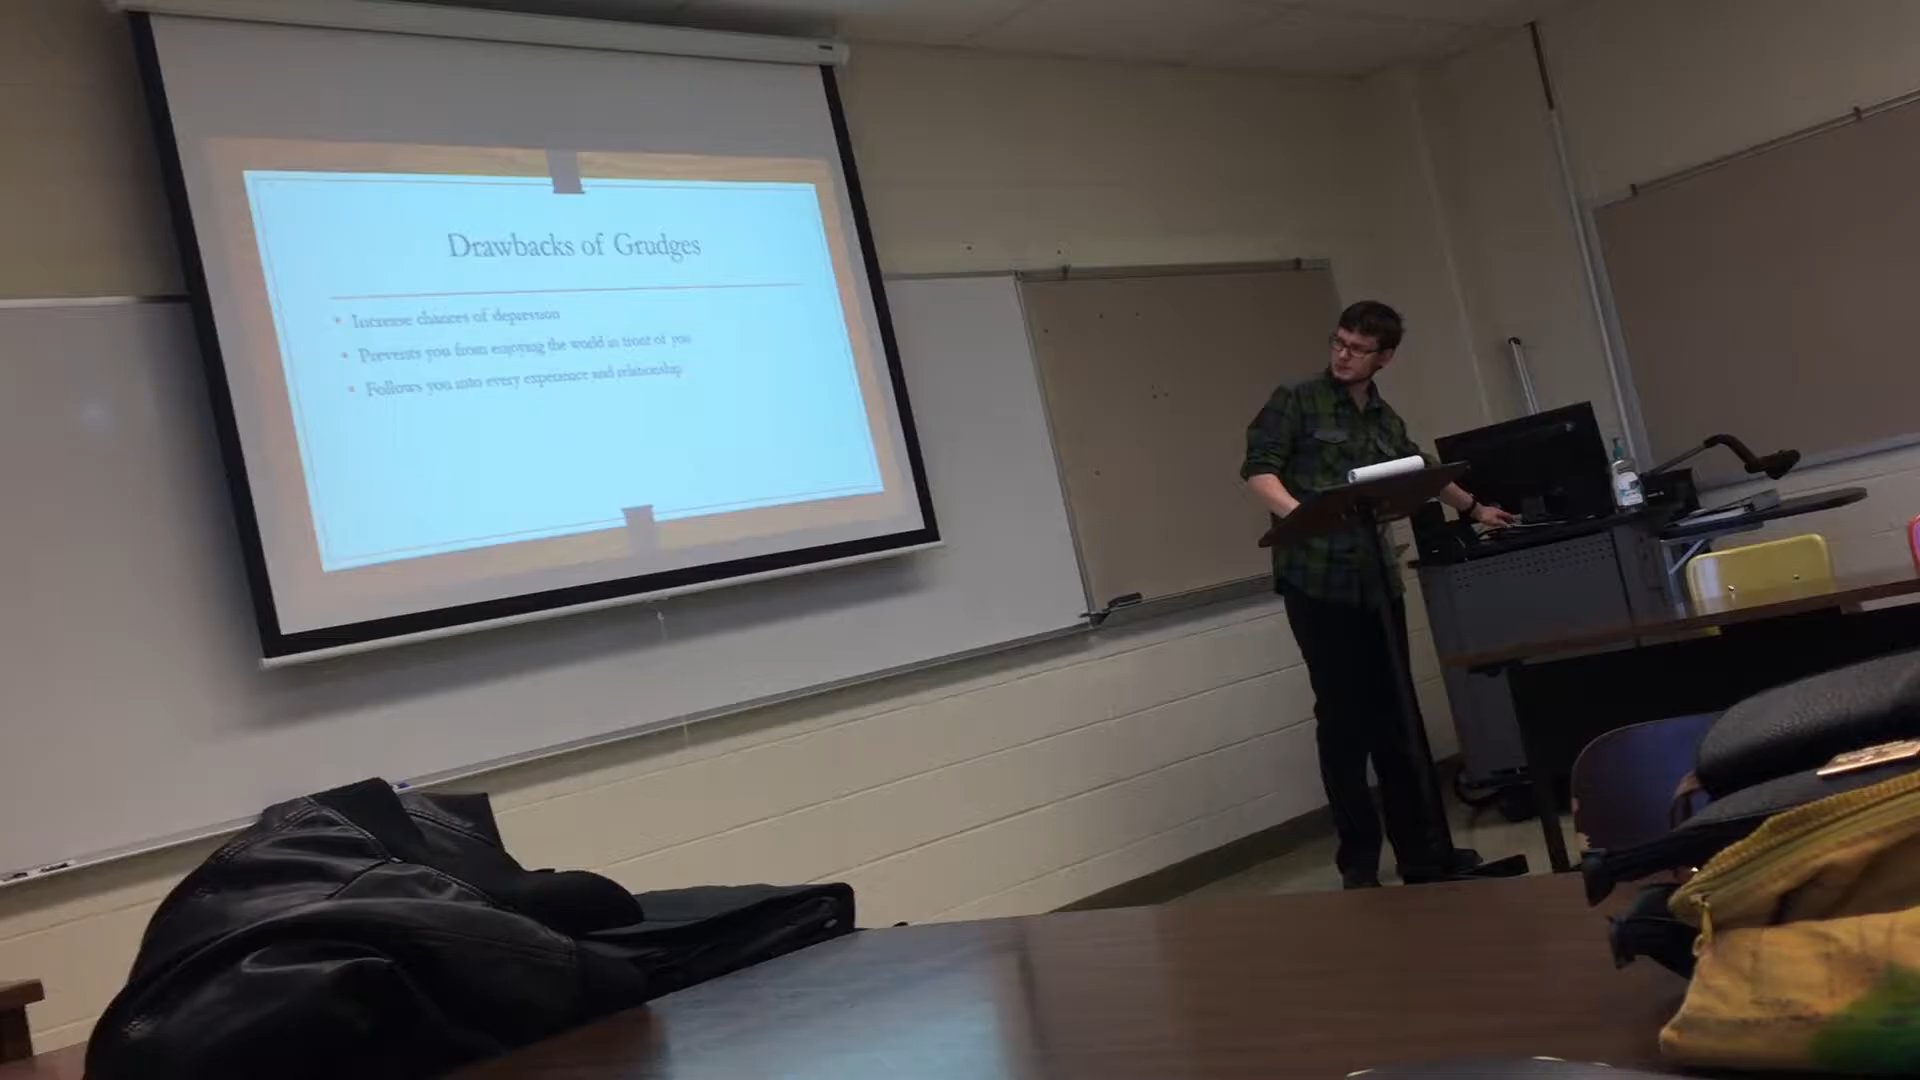 Drawbacks of Grudges
• Increase chances of depression
• Prevents you from enjoying the world in front of you
• Follows you into every experience and relationship